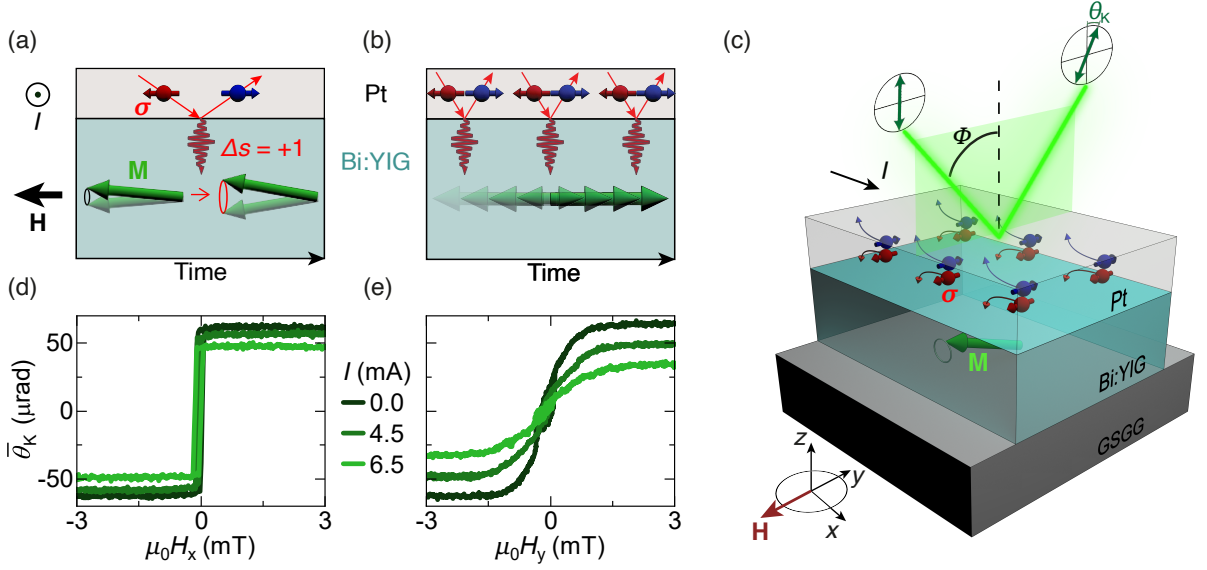 (a)
(b)
(c)
I
σ
Δs = +1
M
H
Time
Pt
Bi:YIG
Time
θK
Φ
I
σ
Pt
M
Bi:YIG
GSGG
z
y
x
H
(d)
(e)
θ̅K (μrad)
50
0
-50
-3
0
3
μ0Hx (mT)
I (mA)
0.0
4.5
6.5
-3
0
3
μ0Hy (mT)